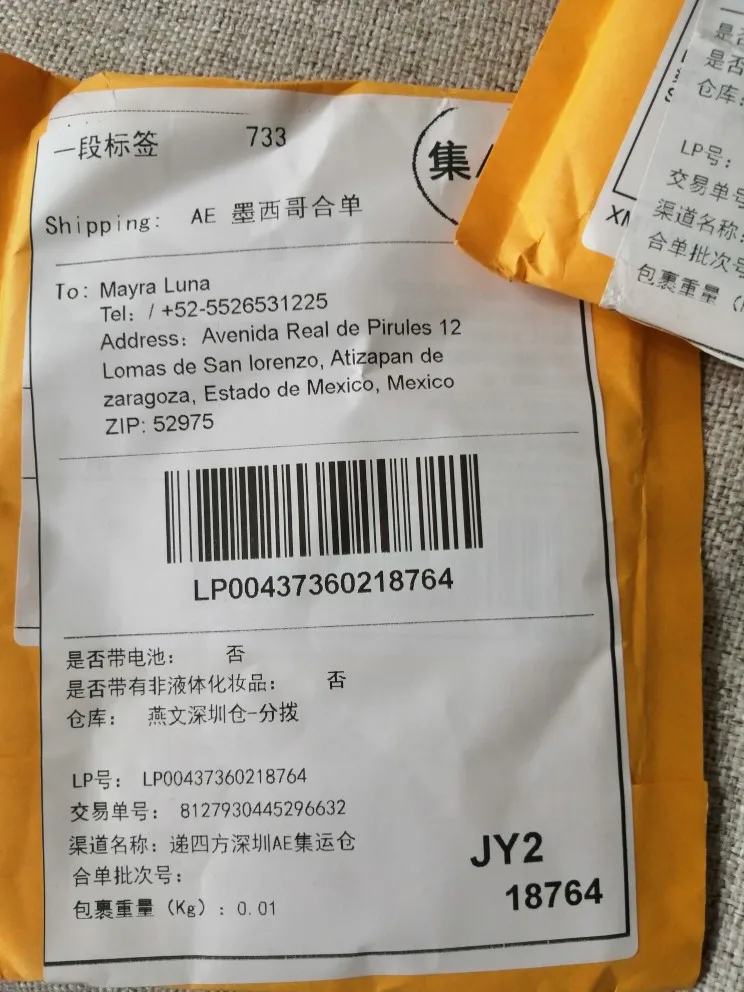 一段标签 733
集
Shipping: AE 墨西哥合单
To: Mayra Luna
Tel: / +52-5526531225
Address: Avenida Real de Pirules 12
Lomas de San lorenzo, Atizapan de
zaragoza, Estado de Mexico, Mexico
ZIP: 52975
LP00437360218764
是否带电池： 否
是否带有非液体化妆品： 否
仓库： 燕文深圳仓-分拨
LP号： LP00437360218764
交易单号： 8127930445296632
渠道名称：递四方深圳AE集运仓
合单批次号：
包裹重量（Kg）：0.01
JY2
18764
是否
是否
仓库：
LP号：
交易单号
渠道名称：
合单批次号
包裹重量（
XM